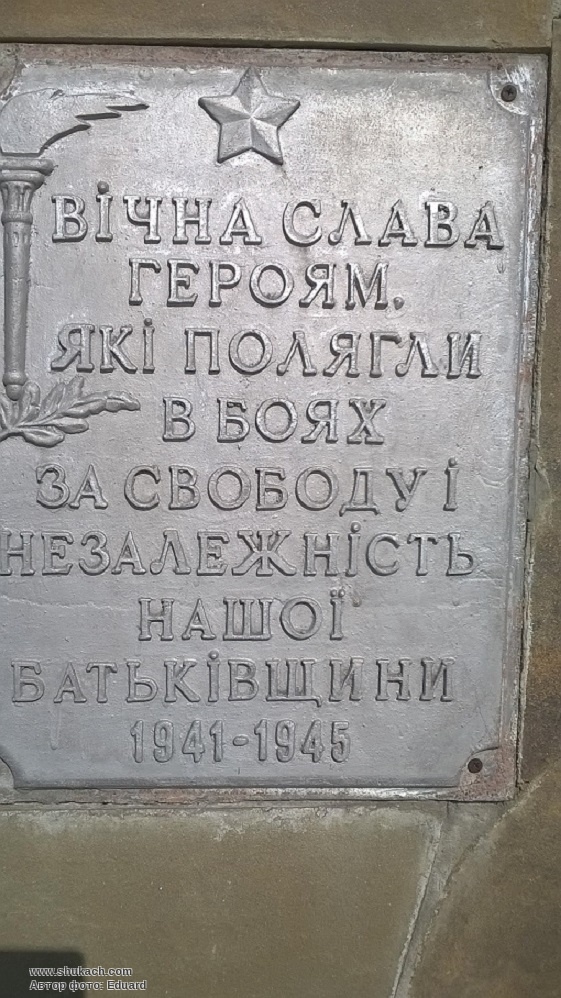 ВІЧНА СЛАВА
ГЕРОЯМ.
ЯКІ ПОЛЯГЛИ
В БОЯХ
ЗА СВОБОДУ І
НЕЗАЛЕЖНІСТЬ
НАШОЇ
БАТЬКІВЩИНИ
1941-1945
www.shukach.com
Автор фото: Eduard